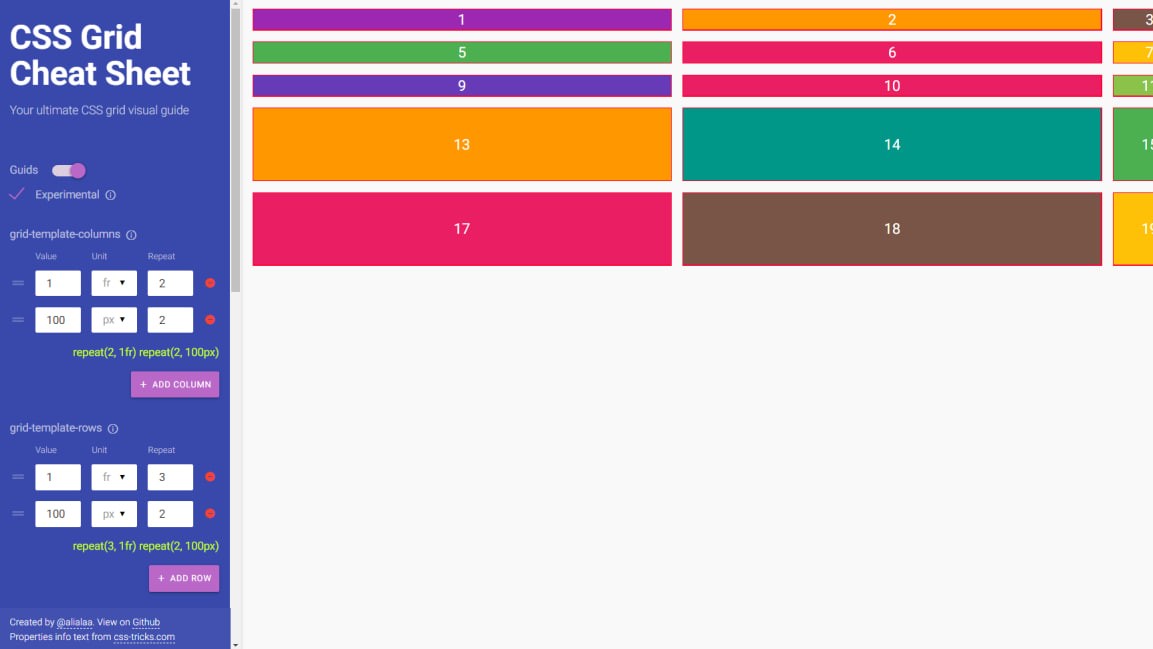 CSS Grid
Cheat Sheet
Your ultimate CSS grid visual guide
Guids
Experimental
grid-template-columns
Value Unit Repeat
1 fr 2
100 px 2
repeat(2, 1fr) repeat(2, 100px)
+ ADD COLUMN
grid-template-rows
Value Unit Repeat
1 fr 3
100 px 2
repeat(3, 1fr) repeat(2, 100px)
+ ADD ROW
Created by @alialaa. View on Github
Properties info text from css-tricks.com
1 2 3
5 6 7
9 10 11
13 14 15
17 18 19